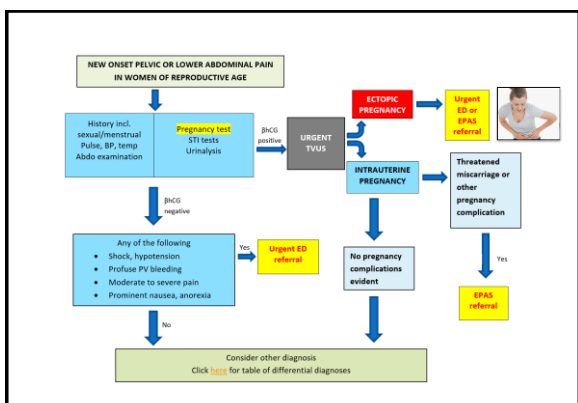 NEW ONSET PELVIC OR LOWER ABDOMINAL PAIN
IN WOMEN OF REPRODUCTIVE AGE
History incl.
sexual/menstrual
Pulse, BP, temp
Abdo examination
Pregnancy test
STI tests
Urinalysis
βhCG
positive
URGENT
TVUS
ECTOPIC
PREGNANCY
Urgent
ED or
EPAS
referral
INTRAUTERINE
PREGNANCY
Threatened
miscarriage or
other
pregnancy
complication
βhCG
negative
Any of the following
• Shock, hypotension
• Profuse PV bleeding
• Moderate to severe pain
• Prominent nausea, anorexia
Yes
Urgent ED
referral
No pregnancy
complications
evident
Yes
EPAS
referral
No
Consider other diagnosis
Click here for table of differential diagnoses